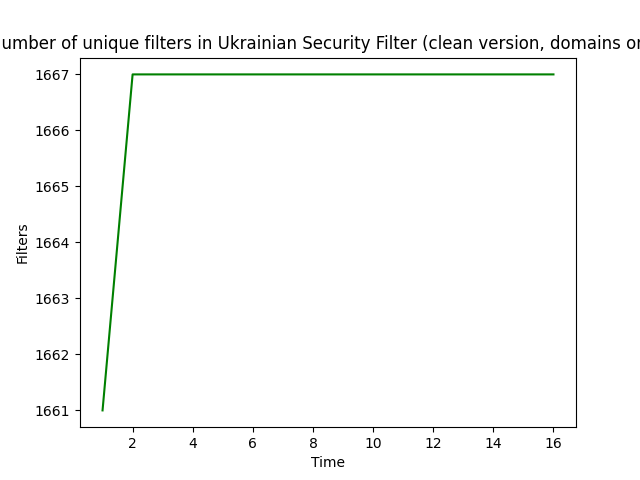 umber of unique filters in Ukrainian Security Filter (clean version, domains or
1667
1666
1665
1664
1663
1662
1661
Filters
2 4 6 8 10 12 14 16
Time